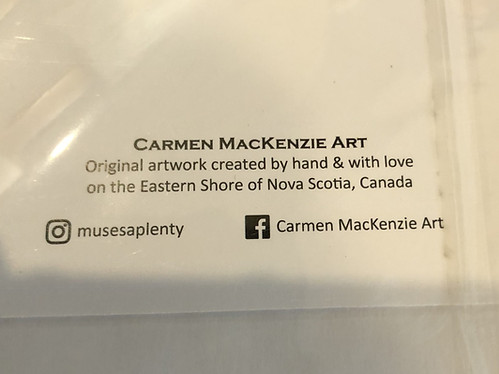 CARMEN MACKENZIE ART
Original artwork created by hand & with love
on the Eastern Shore of Nova Scotia, Canada
musesaplenty
Carmen MacKenzie Art